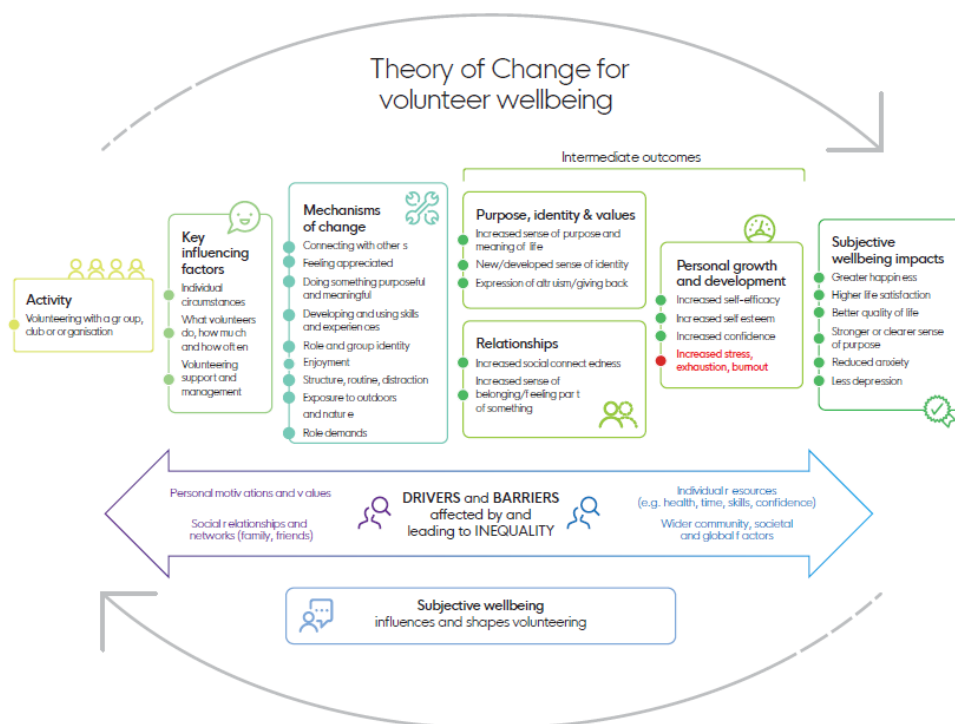 Theory of Change for
volunteer wellbeing
Intermediate outcomes
Activity
Volunteering with a gr oup,
club or or ganisation
Key
influencing
factors
Individual
circumstances
What volunteers
do, how much
and how oft en
Volunteering
support and
management
Mechanisms
of change
Connecting with other s
Feeling appreciated
Doing something purposeful
and meaningful
Developing and using skills
and experien ces
Role and group identity
Enjoyment
Structure, routine, distraction
Exposure to outdoors
and natur e
Role demands
Purpose, identity & values
Increased sense of purpose and
meaning of life
New/developed sense of identity
Expression of altr uism/giving back
Relationships
Increased social connect edness
Increased sense of
belonging/feeling par t
of something
Personal growth
and development
Increased self-efficacy
Increased self esteem
Increased confidence
Increased stress,
exhaustion, burnout
Subjective
wellbeing impacts
Greater happiness
Higher life satisfaction
Better quality of life
Stronger or clearer sense
of purpose
Reduced anxiety
Less depression
Personal motiv ations and v alues
Social r elationships and
networks (family, friends)
DRIVERS and BARRIERS
affected by and
leading to INEQUALITY
Individual r esources
(e.g. health, time, skills, confidence)
Wider community, societal
and global f actors
Subjective wellbeing
influences and shapes volunteering